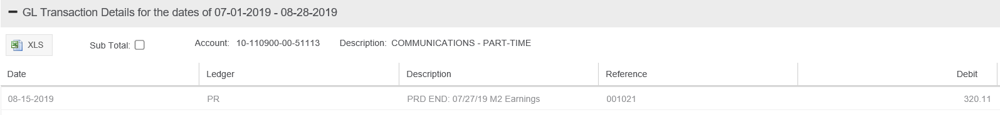 GL Transaction Details for the dates of 07-01-2019 - 08-28-2019
XLS Sub Total: Account: 10-110900-00-51113 Description: COMMUNICATIONS - PART-TIME
Date Ledger Description Reference Debit
08-15-2019 PR PRD END: 07/27/19 M2 Earnings 001021 320.11